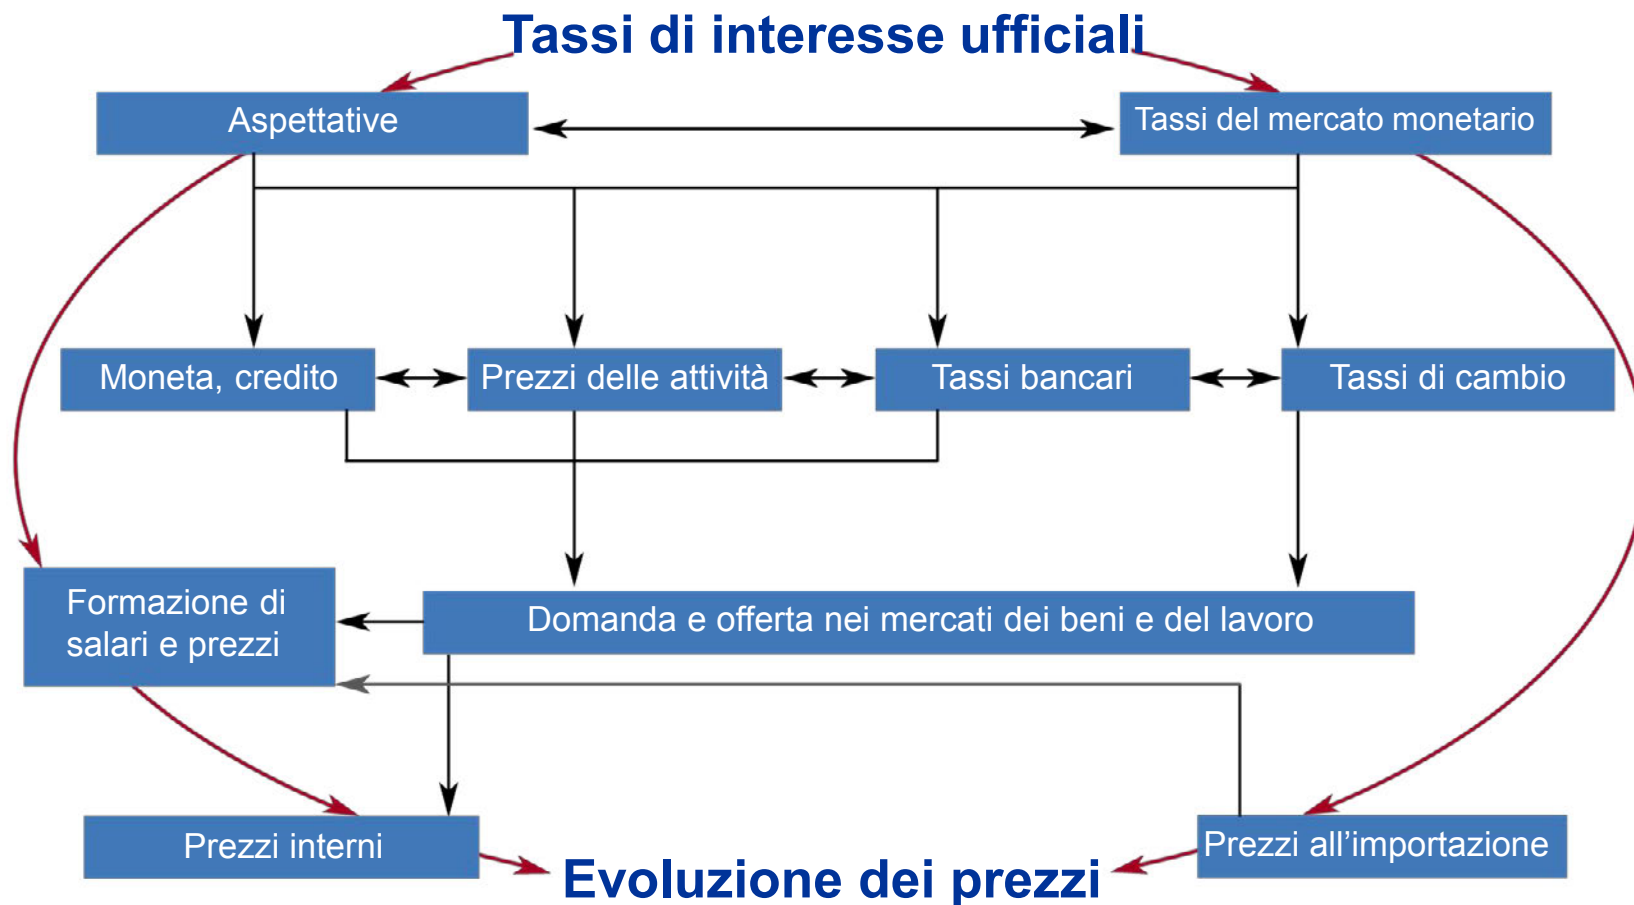 Tassi di interesse ufficiali
Aspettative
Tassi del mercato monetario
Moneta, credito
Prezzi delle attività
Tassi bancari
Tassi di cambio
Formazione di
salari e prezzi
Domanda e offerta nei mercati dei beni e del lavoro
Prezzi interni
Prezzi all’importazione
Evoluzione dei prezzi